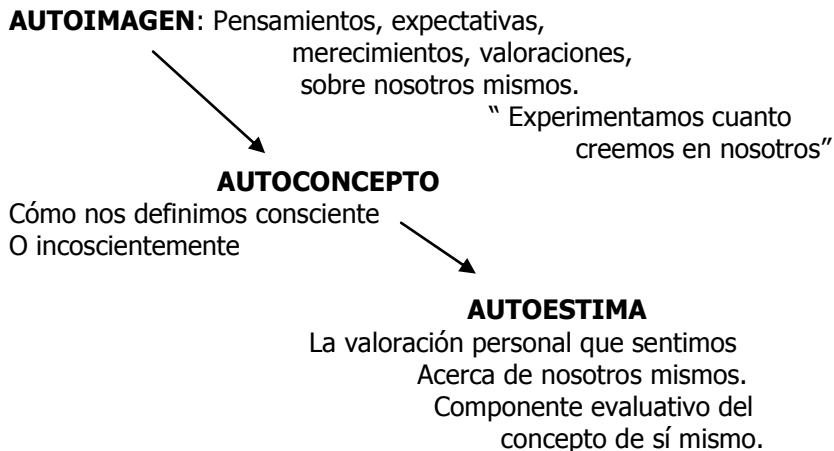 AUTOIMAGEN: Pensamientos, expectativas,
merecimientos, valoraciones,
sobre nosotros mismos.
“ Experimentamos cuanto
creemos en nosotros”
AUTOCONCEPTO
Cómo nos definimos consciente
O incoscientemente
AUTOESTIMA
La valoración personal que sentimos
Acerca de nosotros mismos.
Componente evaluativo del
concepto de sí mismo.